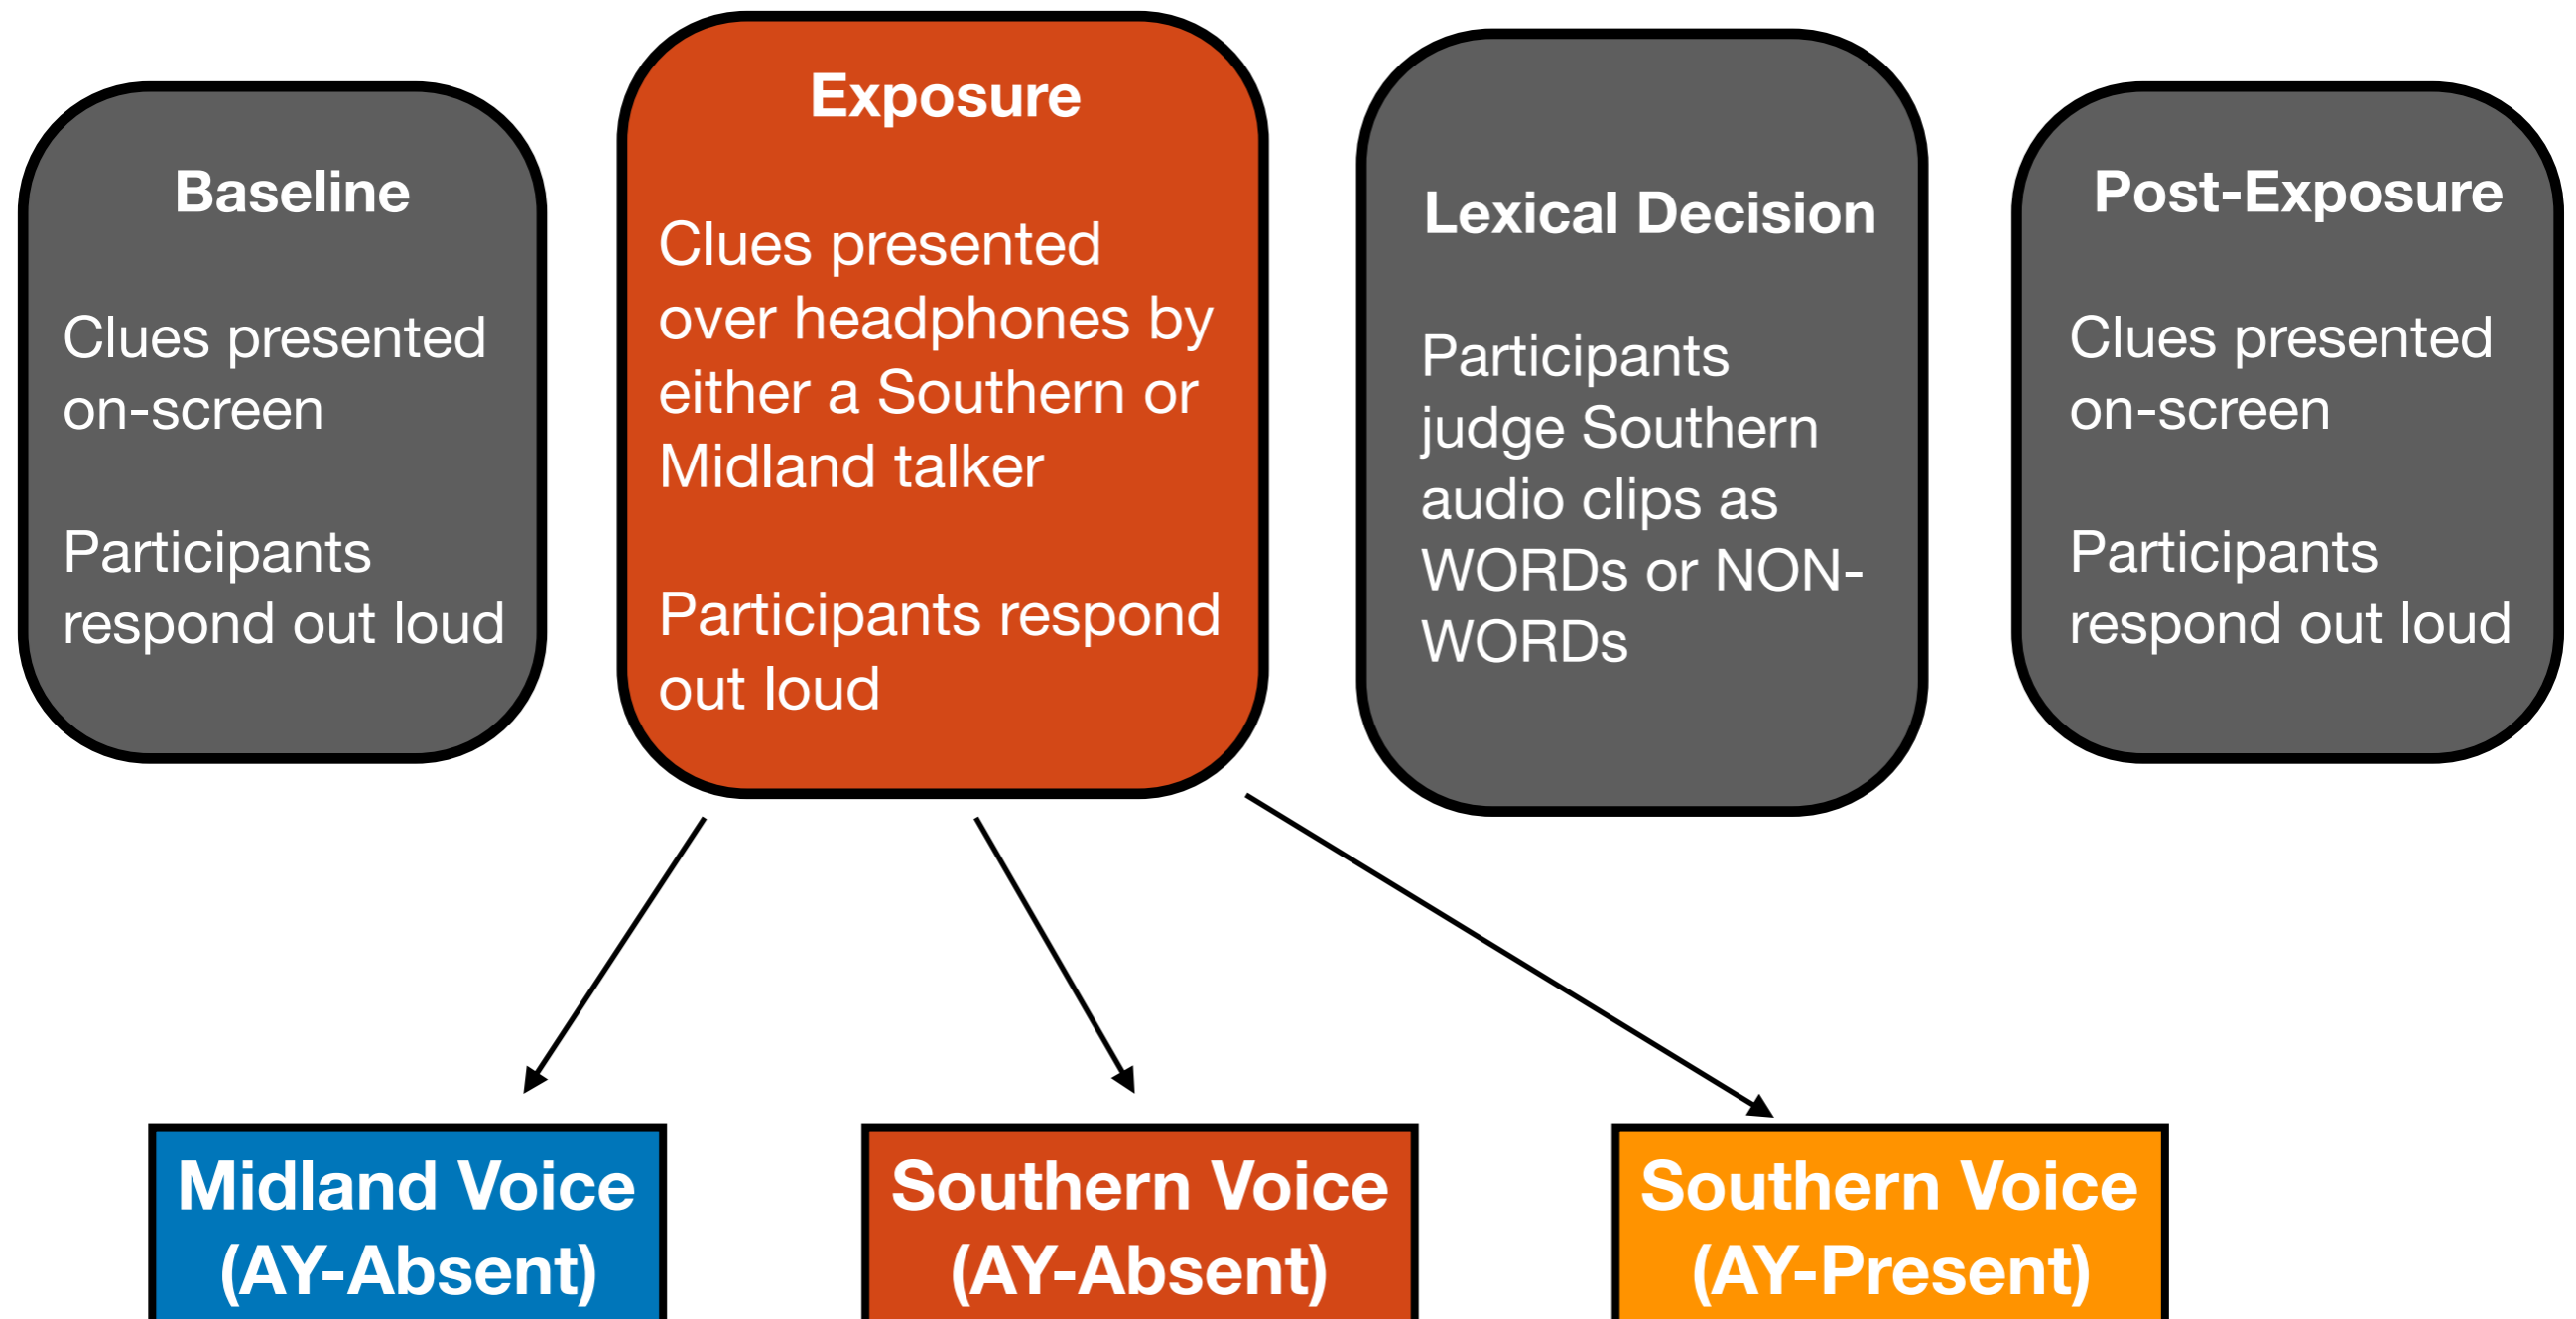 Baseline
Clues presented
on-screen
Participants
respond out loud
Exposure
Clues presented
over headphones by
either a Southern or
Midland talker
Participants respond
out loud
Lexical Decision
Participants
judge Southern
audio clips as
WORDs or NON-
WORDs
Post-Exposure
Clues presented
on-screen
Participants
respond out loud
Midland Voice
(AY-Absent)
Southern Voice
(AY-Absent)
Southern Voice
(AY-Present)